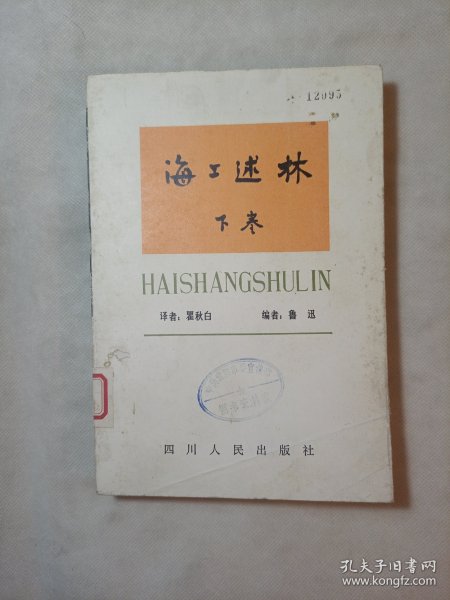 12995
海上述林
下卷
HAISHANGSHULIN
译者：瞿秋白 编者：鲁 迅
四川人民出版社
孔夫子旧书网
www.kongfz.com